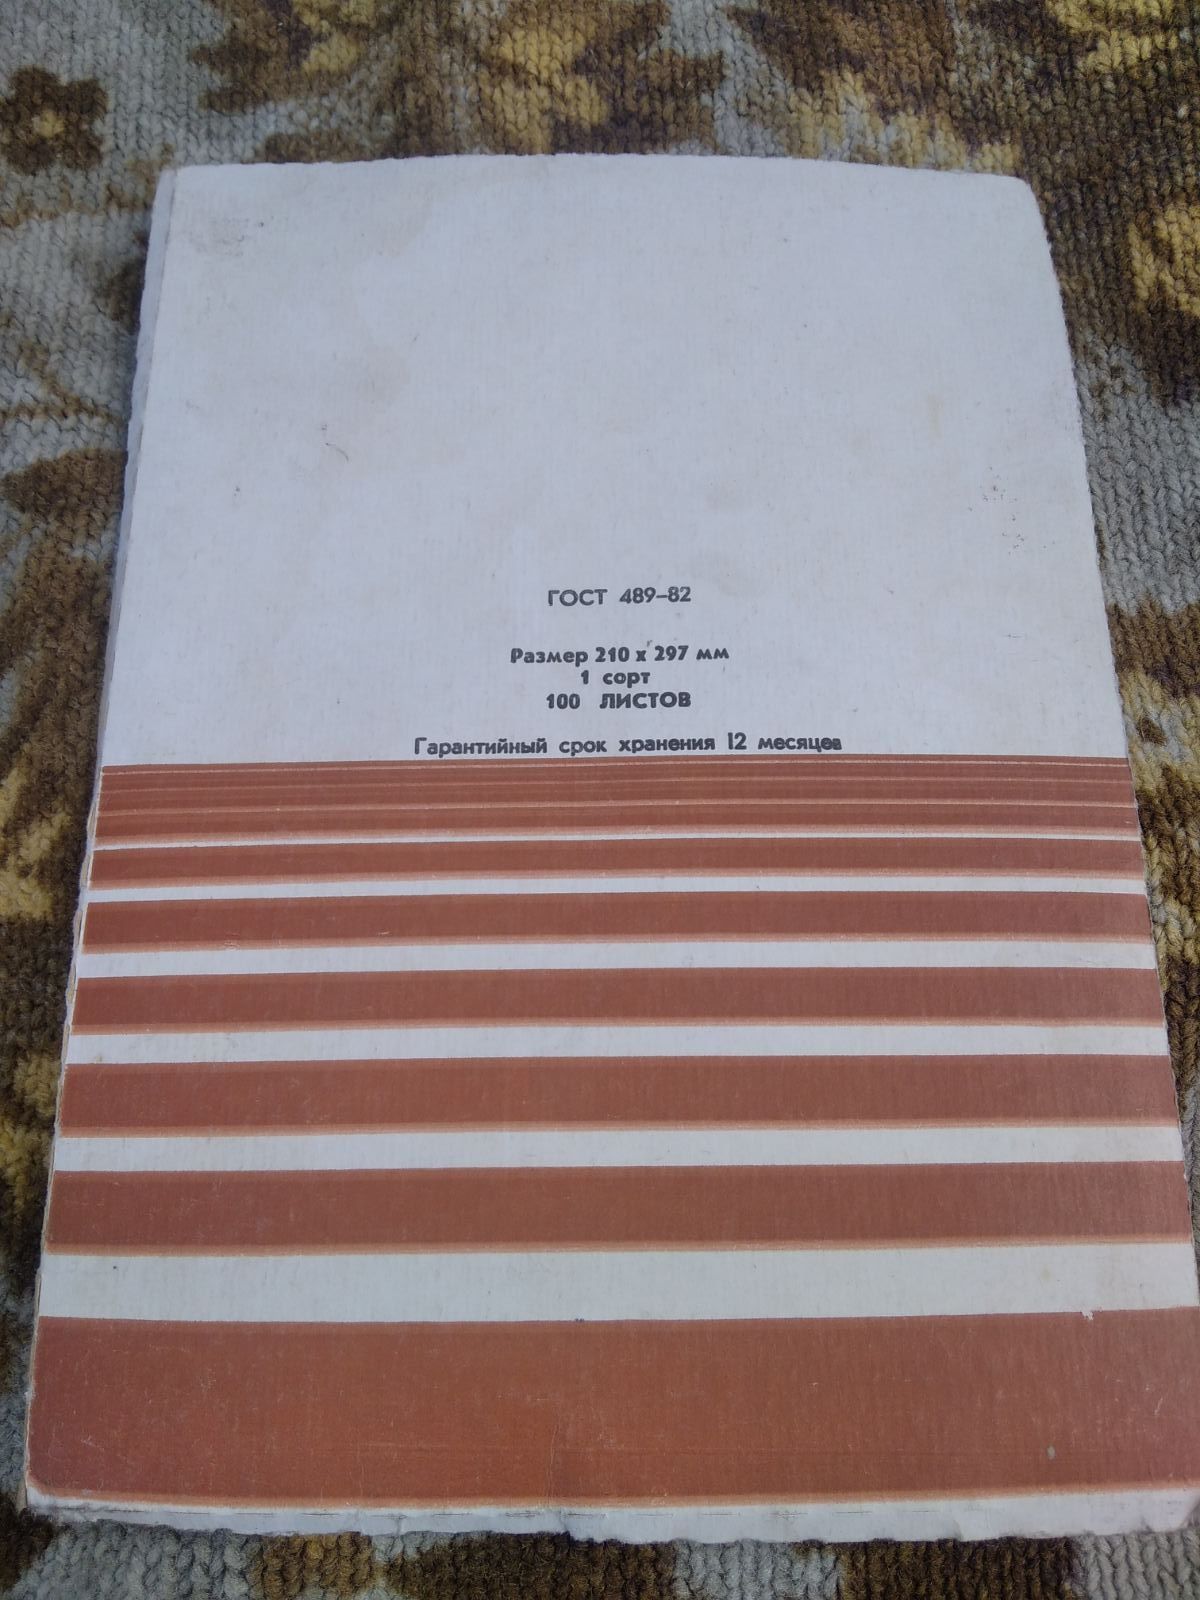 ГОСТ 489–82
Размер 210 х 297 мм
1 сорт
100 ЛИСТОВ
Гарантийный срок хранения 12 месяцев